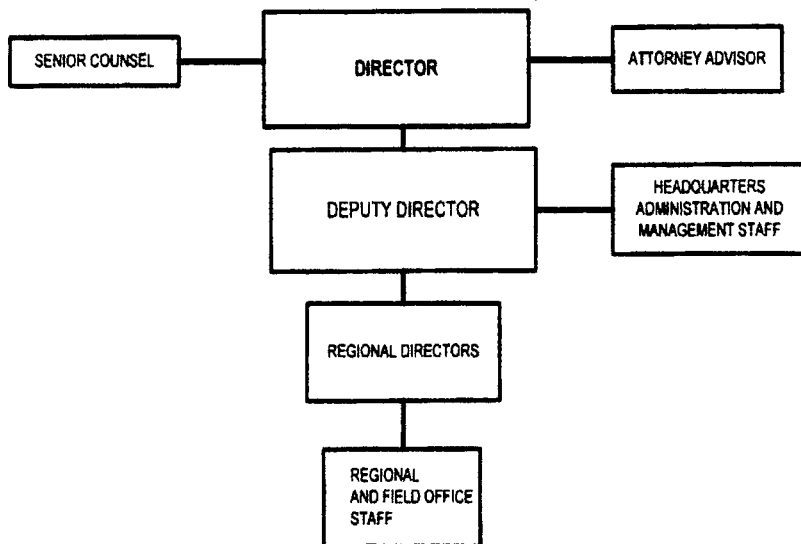 SENIOR COUNSEL
DIRECTOR
ATTORNEY ADVISOR
DEPUTY DIRECTOR
HEADQUARTERS
ADMINISTRATION AND
MANAGEMENT STAFF
REGIONAL DIRECTORS
REGIONAL
AND FIELD OFFICE
STAFF